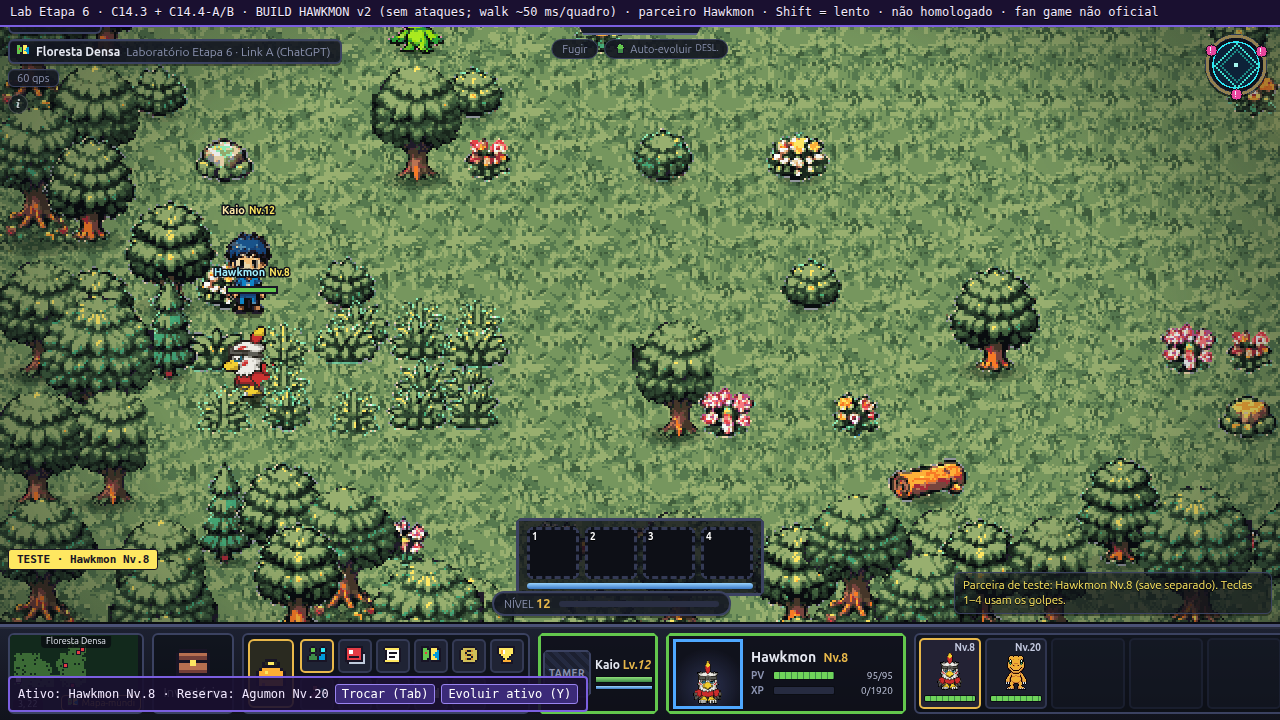 Lab Etapa 6 · C14.3 + C14.4-A/B · BUILD HAWKMON v2 (sem ataques; walk ~50 ms/quadro) · parceiro Hawkmon · Shift = lento · não homologado · fan game não oficial
Floresta Densa Laboratório Etapa 6 · Link A (ChatGPT)
Fugir
Auto-evoluir DESL.
60 qps
i
Kaio Nv.12
Hawkmon Nv.8
1 2 3 4
TESTE · Hawkmon Nv.8
Parceira de teste: Hawkmon Nv.8 (save separado). Teclas
1–4 usam os golpes.
NÍVEL 12
Floresta Densa
TAMER
Kaio Lv.12
Hawkmon Nv.8
PV 95/95
XP 0/1920
Nv.8
Nv.20
Ativo: Hawkmon Nv.8 · Reserva: Agumon Nv.20 Trocar (Tab) Evoluir ativo (Y)